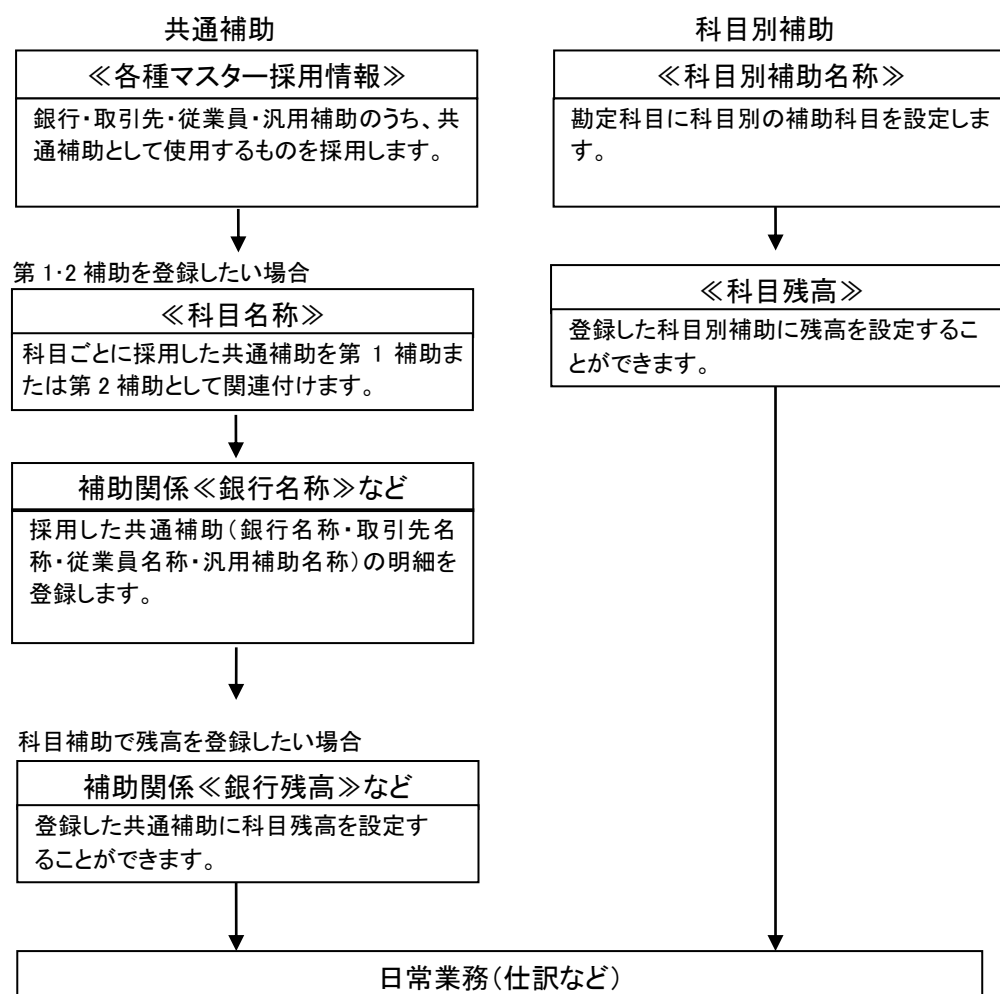 共通補助
≪各種マスター採用情報≫
銀行・取引先・従業員・汎用補助のうち、共
通補助として使用するものを採用します。
第 1・2 補助を登録したい場合
≪科目名称≫
科目ごとに採用した共通補助を第 1 補助ま
たは第 2 補助として関連付けます。
補助関係≪銀行名称≫など
採用した共通補助(銀行名称・取引先名
称・従業員名称・汎用補助名称)の明細を
登録します。
科目補助で残高を登録したい場合
補助関係≪銀行残高≫など
登録した共通補助に科目残高を設定す
ることができます。
科目別補助
≪科目別補助名称≫
勘定科目に科目別の補助科目を設定しま
す。
≪科目残高≫
登録した科目別補助に残高を設定するこ
とができます。
日常業務(仕訳など)